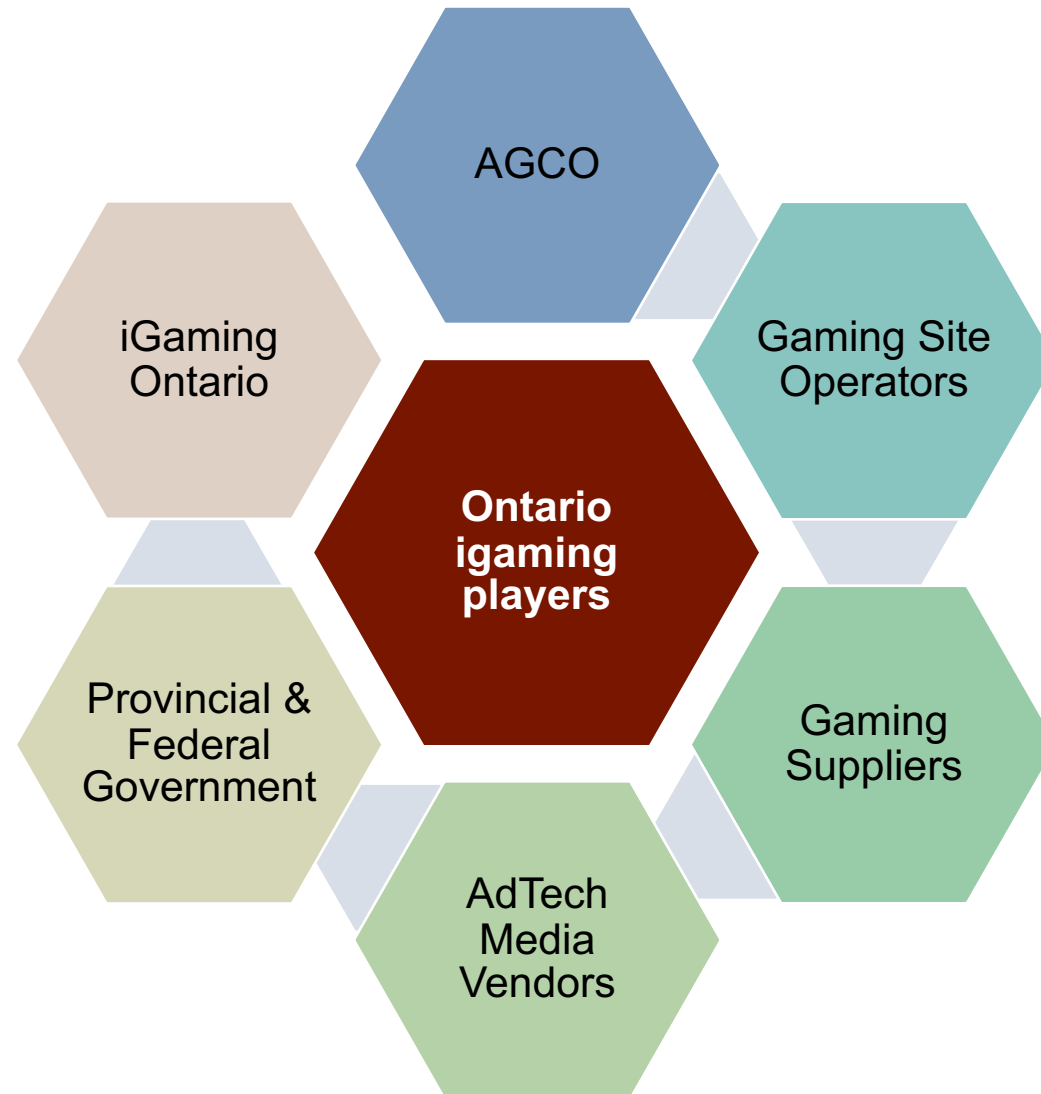 AGCO
Gaming Site
Operators
Gaming
Suppliers
AdTech
Media
Vendors
Provincial &
Federal
Government
iGaming
Ontario
Ontario
igaming
players